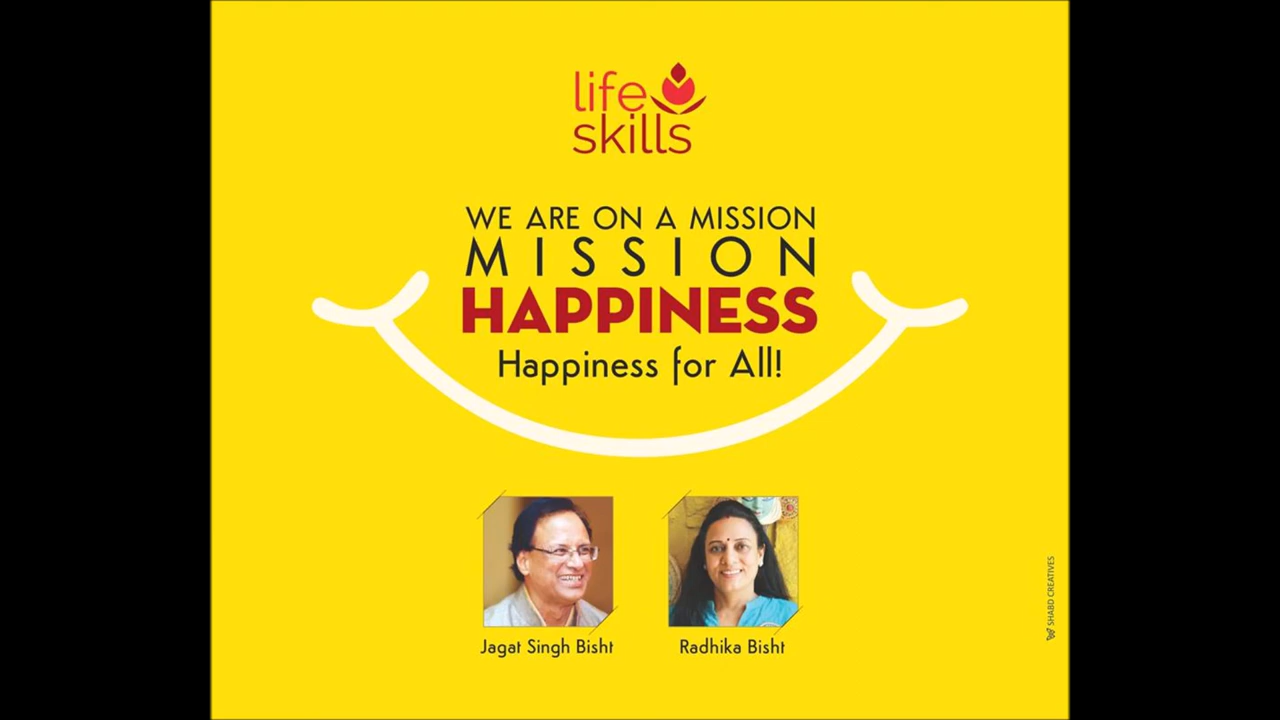 life
skills
WE ARE ON A MISSION
MISSION
HAPPINESS
Happiness for All!
Jagat Singh Bisht
Radhika Bisht
SHABD CREATIVES